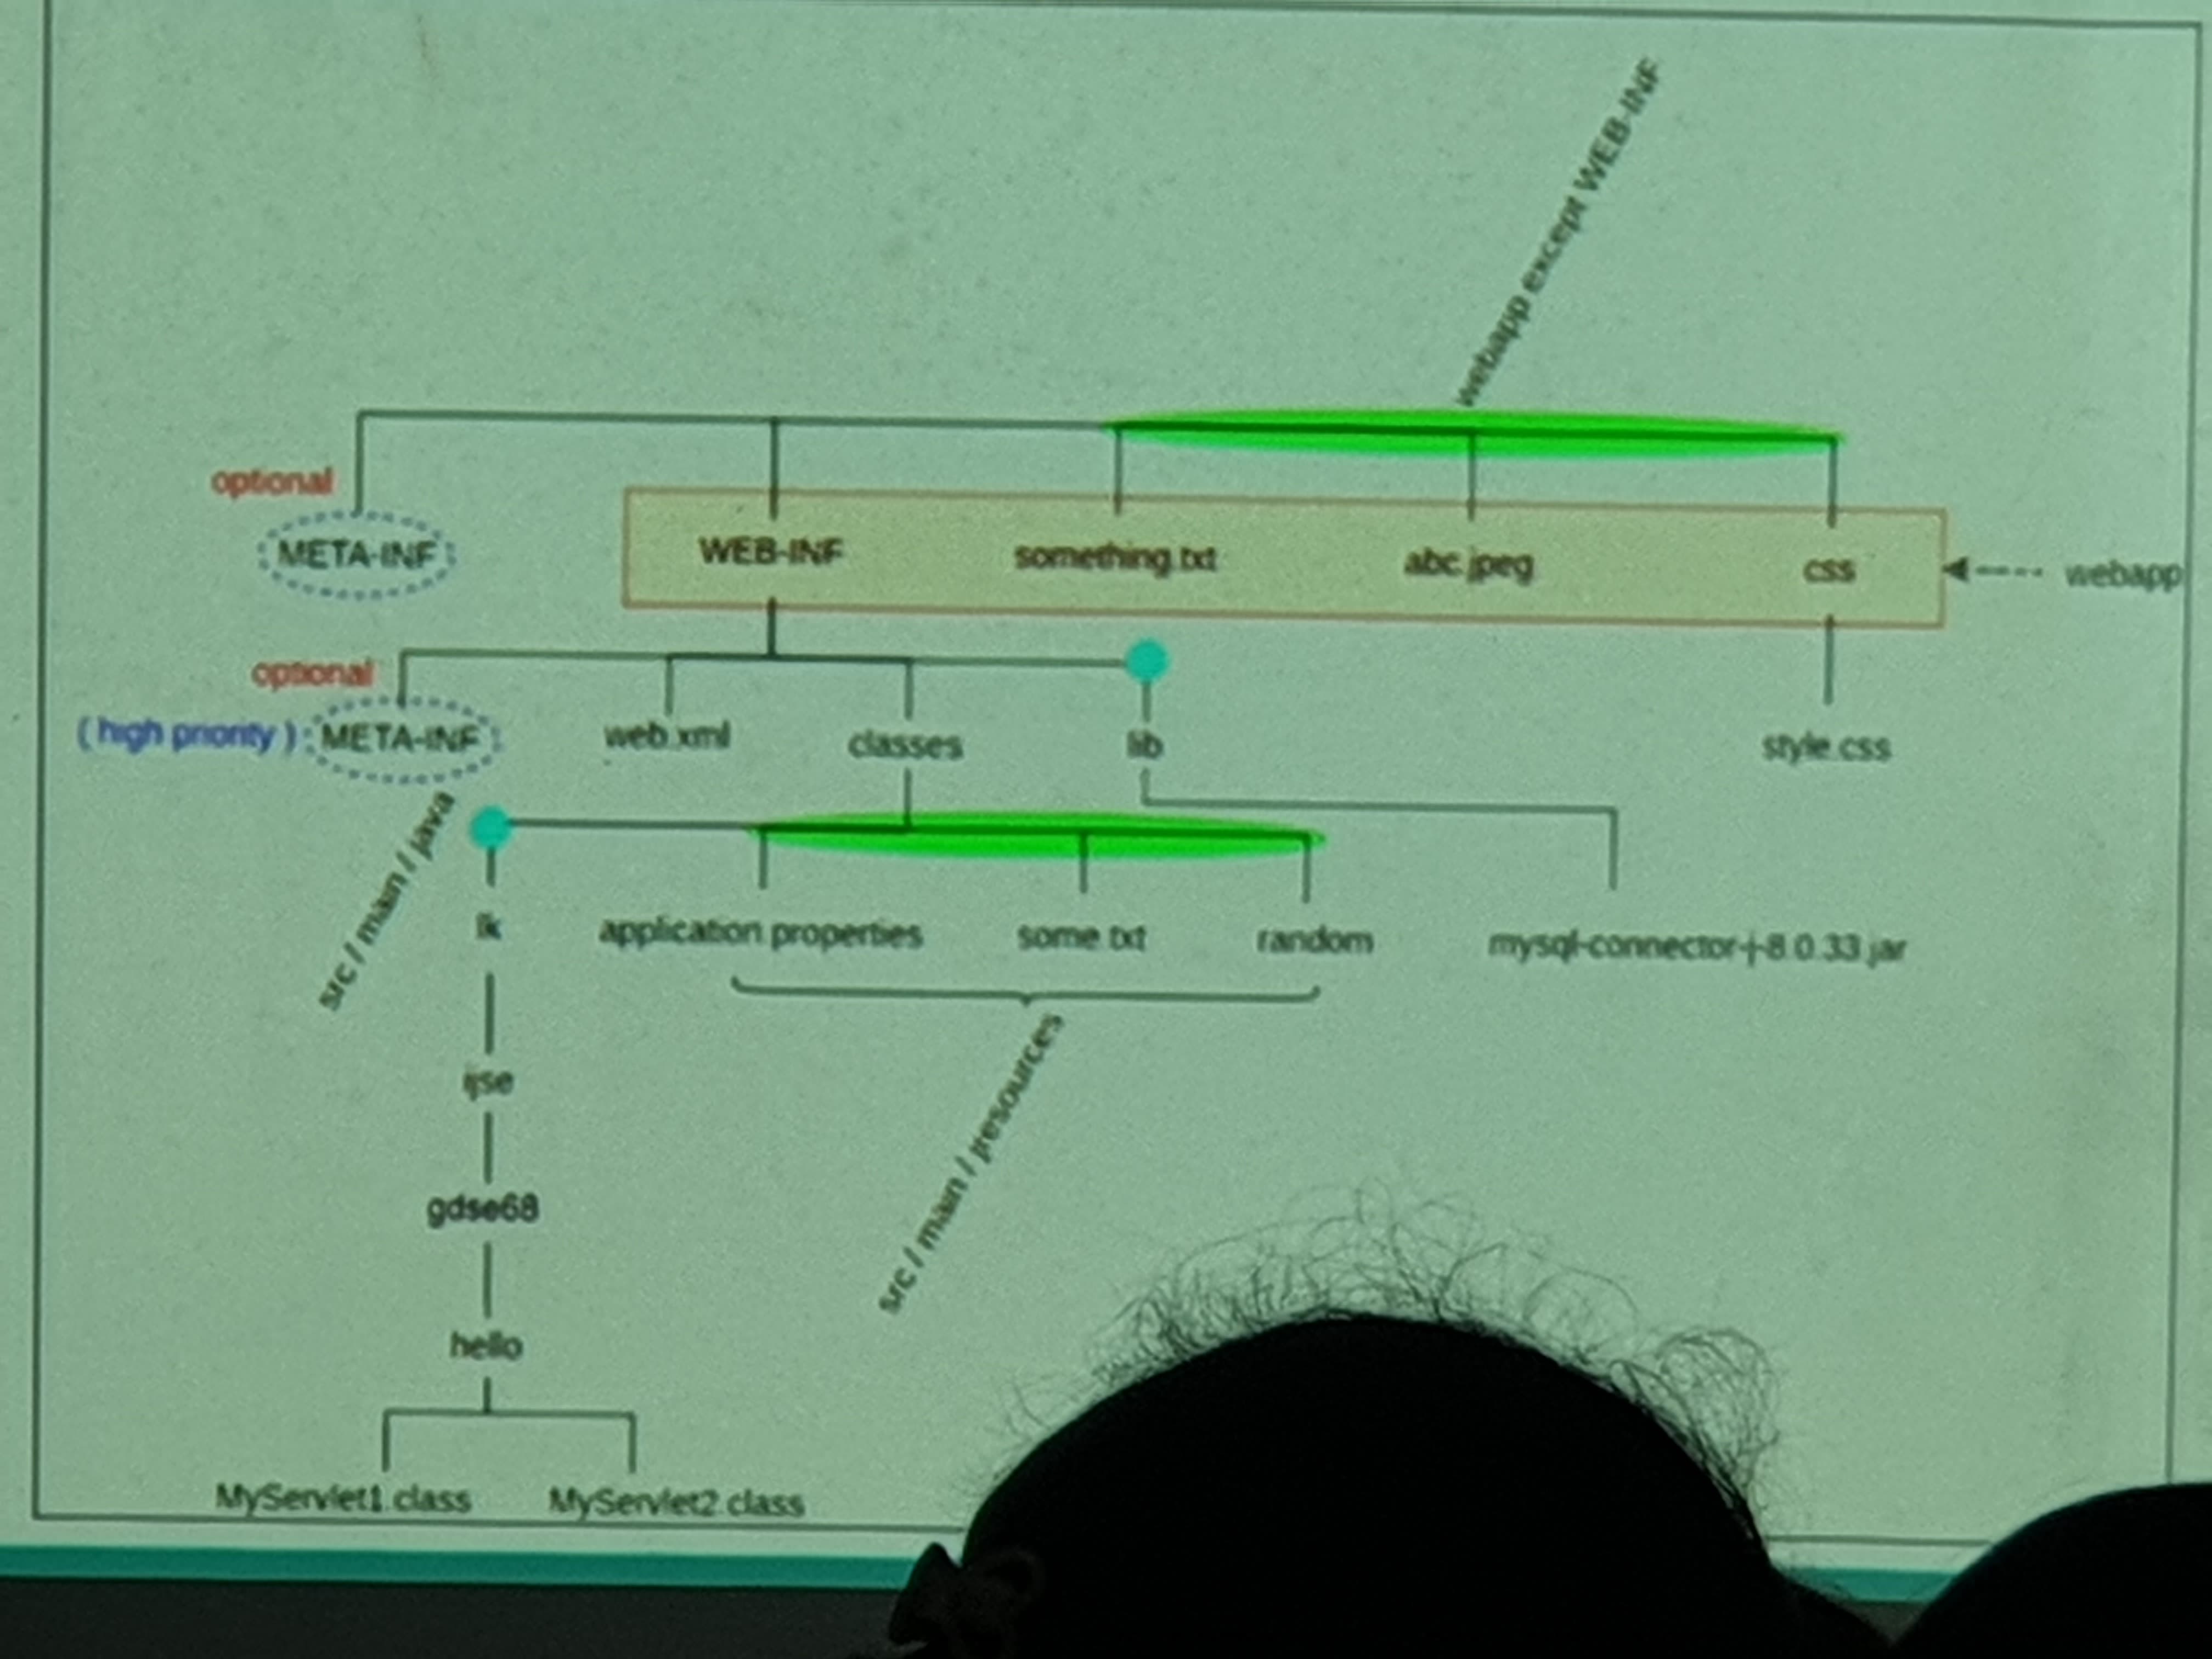 webapp except WEB-INF
optional
META-INF
WEB-INF
something.txt
abc.jpeg
css
webapp
optional
( high priority )
META-INF
web.xml
classes
lib
style.css
src / main / java
lk
application.properties
some.txt
random
mysql-connector-j-8.0.33.jar
ijse
src / main / resources
gdse68
hello
MyServlet1.class
MyServlet2.class